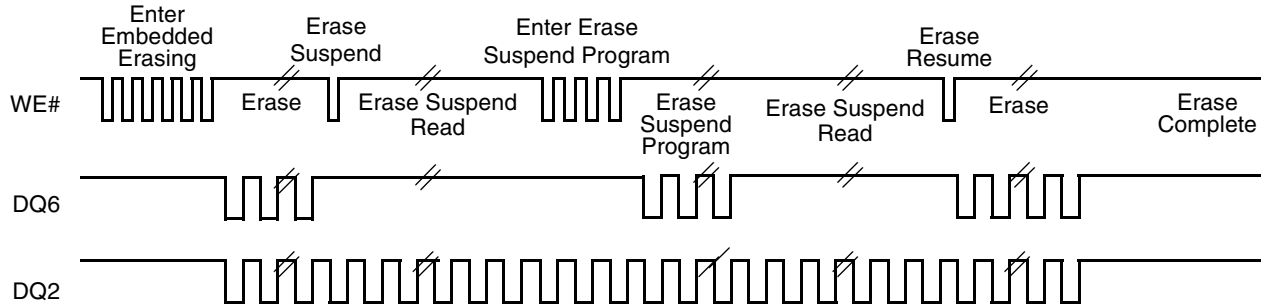 Enter
Embedded
Erasing
Erase
Suspend
Enter Erase
Suspend Program
Erase
Resume
WE#
Erase
Erase Suspend
Read
Erase
Suspend
Program
Erase Suspend
Read
Erase
Erase
Complete
DQ6
DQ2